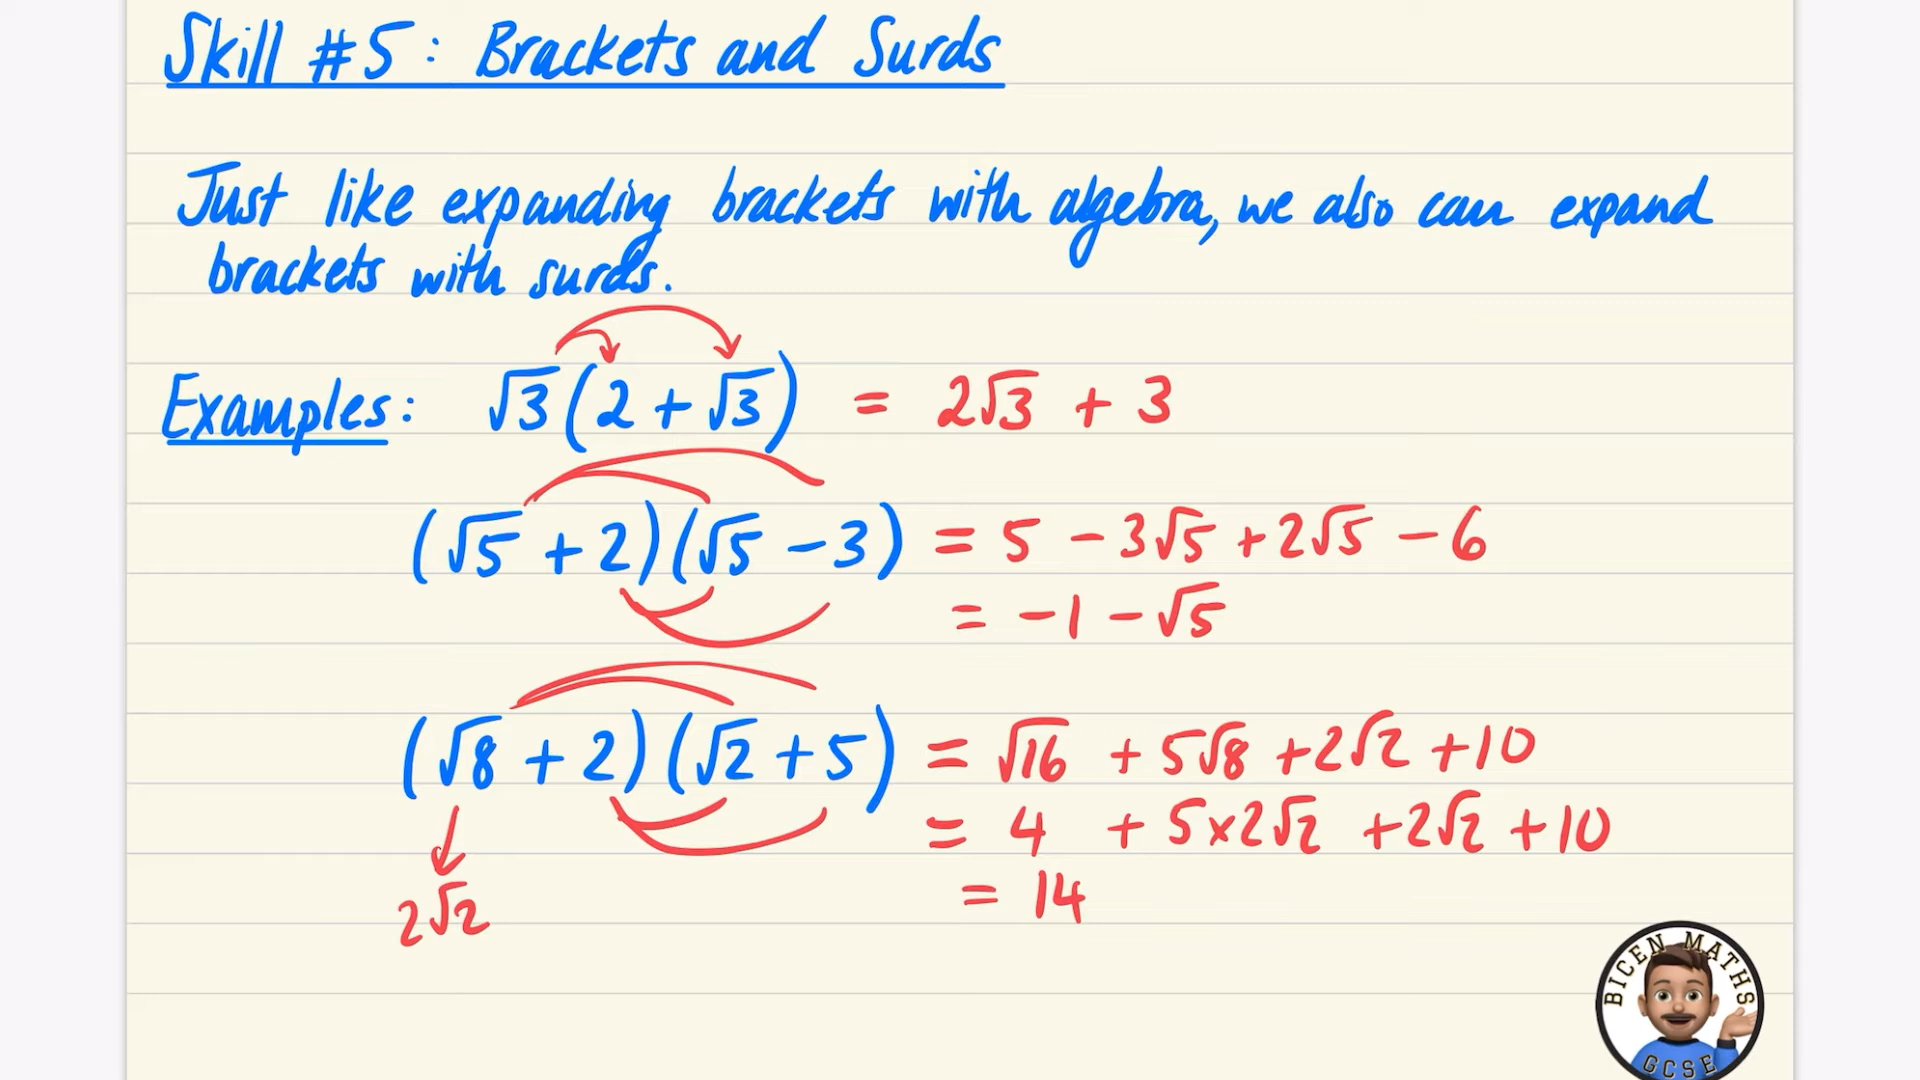 Skill #5: Brackets and Surds
Just like expanding brackets with algebra, we also can expand
brackets with surds.
Examples: √3(2 + √3) = 2√3 + 3
(√5 + 2)(√5 - 3) = 5 - 3√5 + 2√5 - 6
= -1 - √5
(√8 + 2)(√2 + 5) = √16 + 5√8 + 2√2 + 10
= 4 + 5×2√2 + 2√2 + 10
2√2
= 14
BICEN MATHS
GCSE